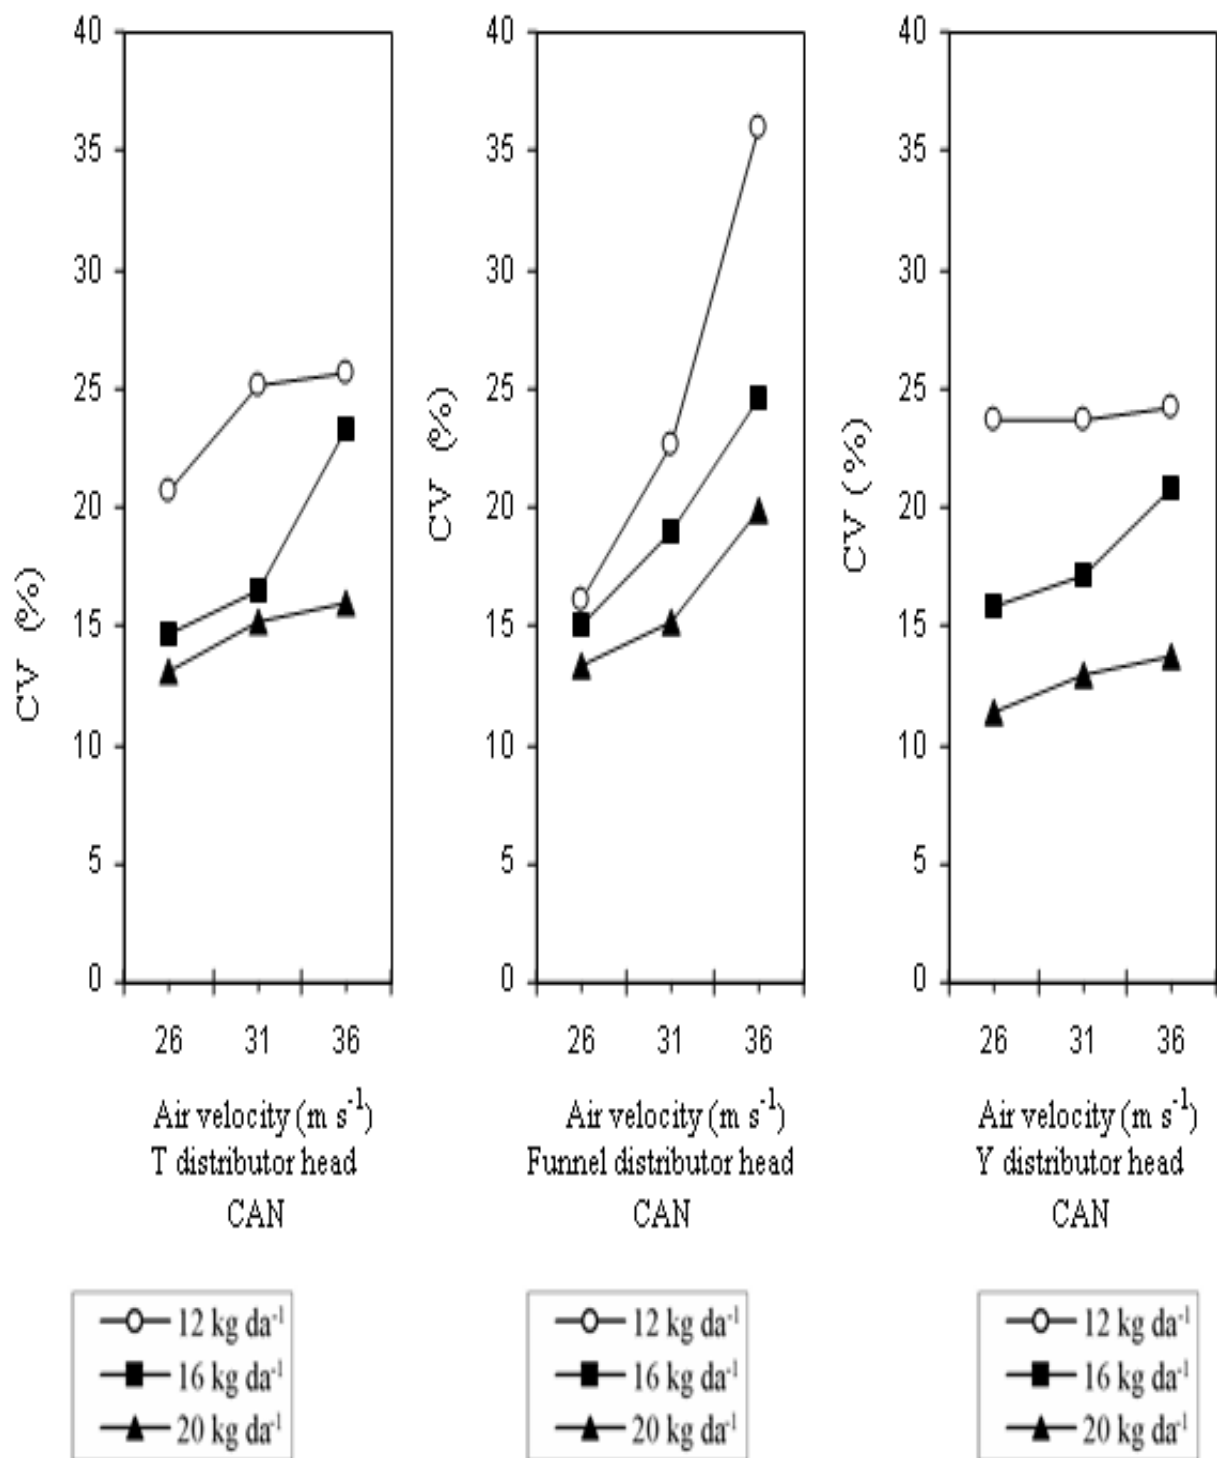 40
35
30
25
20
15
10
5
0
CV (%)
26 31 36
Air velocity (m s⁻¹)
T distributor head
CAN
12 kg da⁻¹
16 kg da⁻¹
20 kg da⁻¹
40
35
30
25
20
15
10
5
0
CV (%)
26 31 36
Air velocity (m s⁻¹)
Funnel distributor head
CAN
12 kg da⁻¹
16 kg da⁻¹
20 kg da⁻¹
40
35
30
25
20
15
10
5
0
CV (%)
26 31 36
Air velocity (m s⁻¹)
Y distributor head
CAN
12 kg da⁻¹
16 kg da⁻¹
20 kg da⁻¹